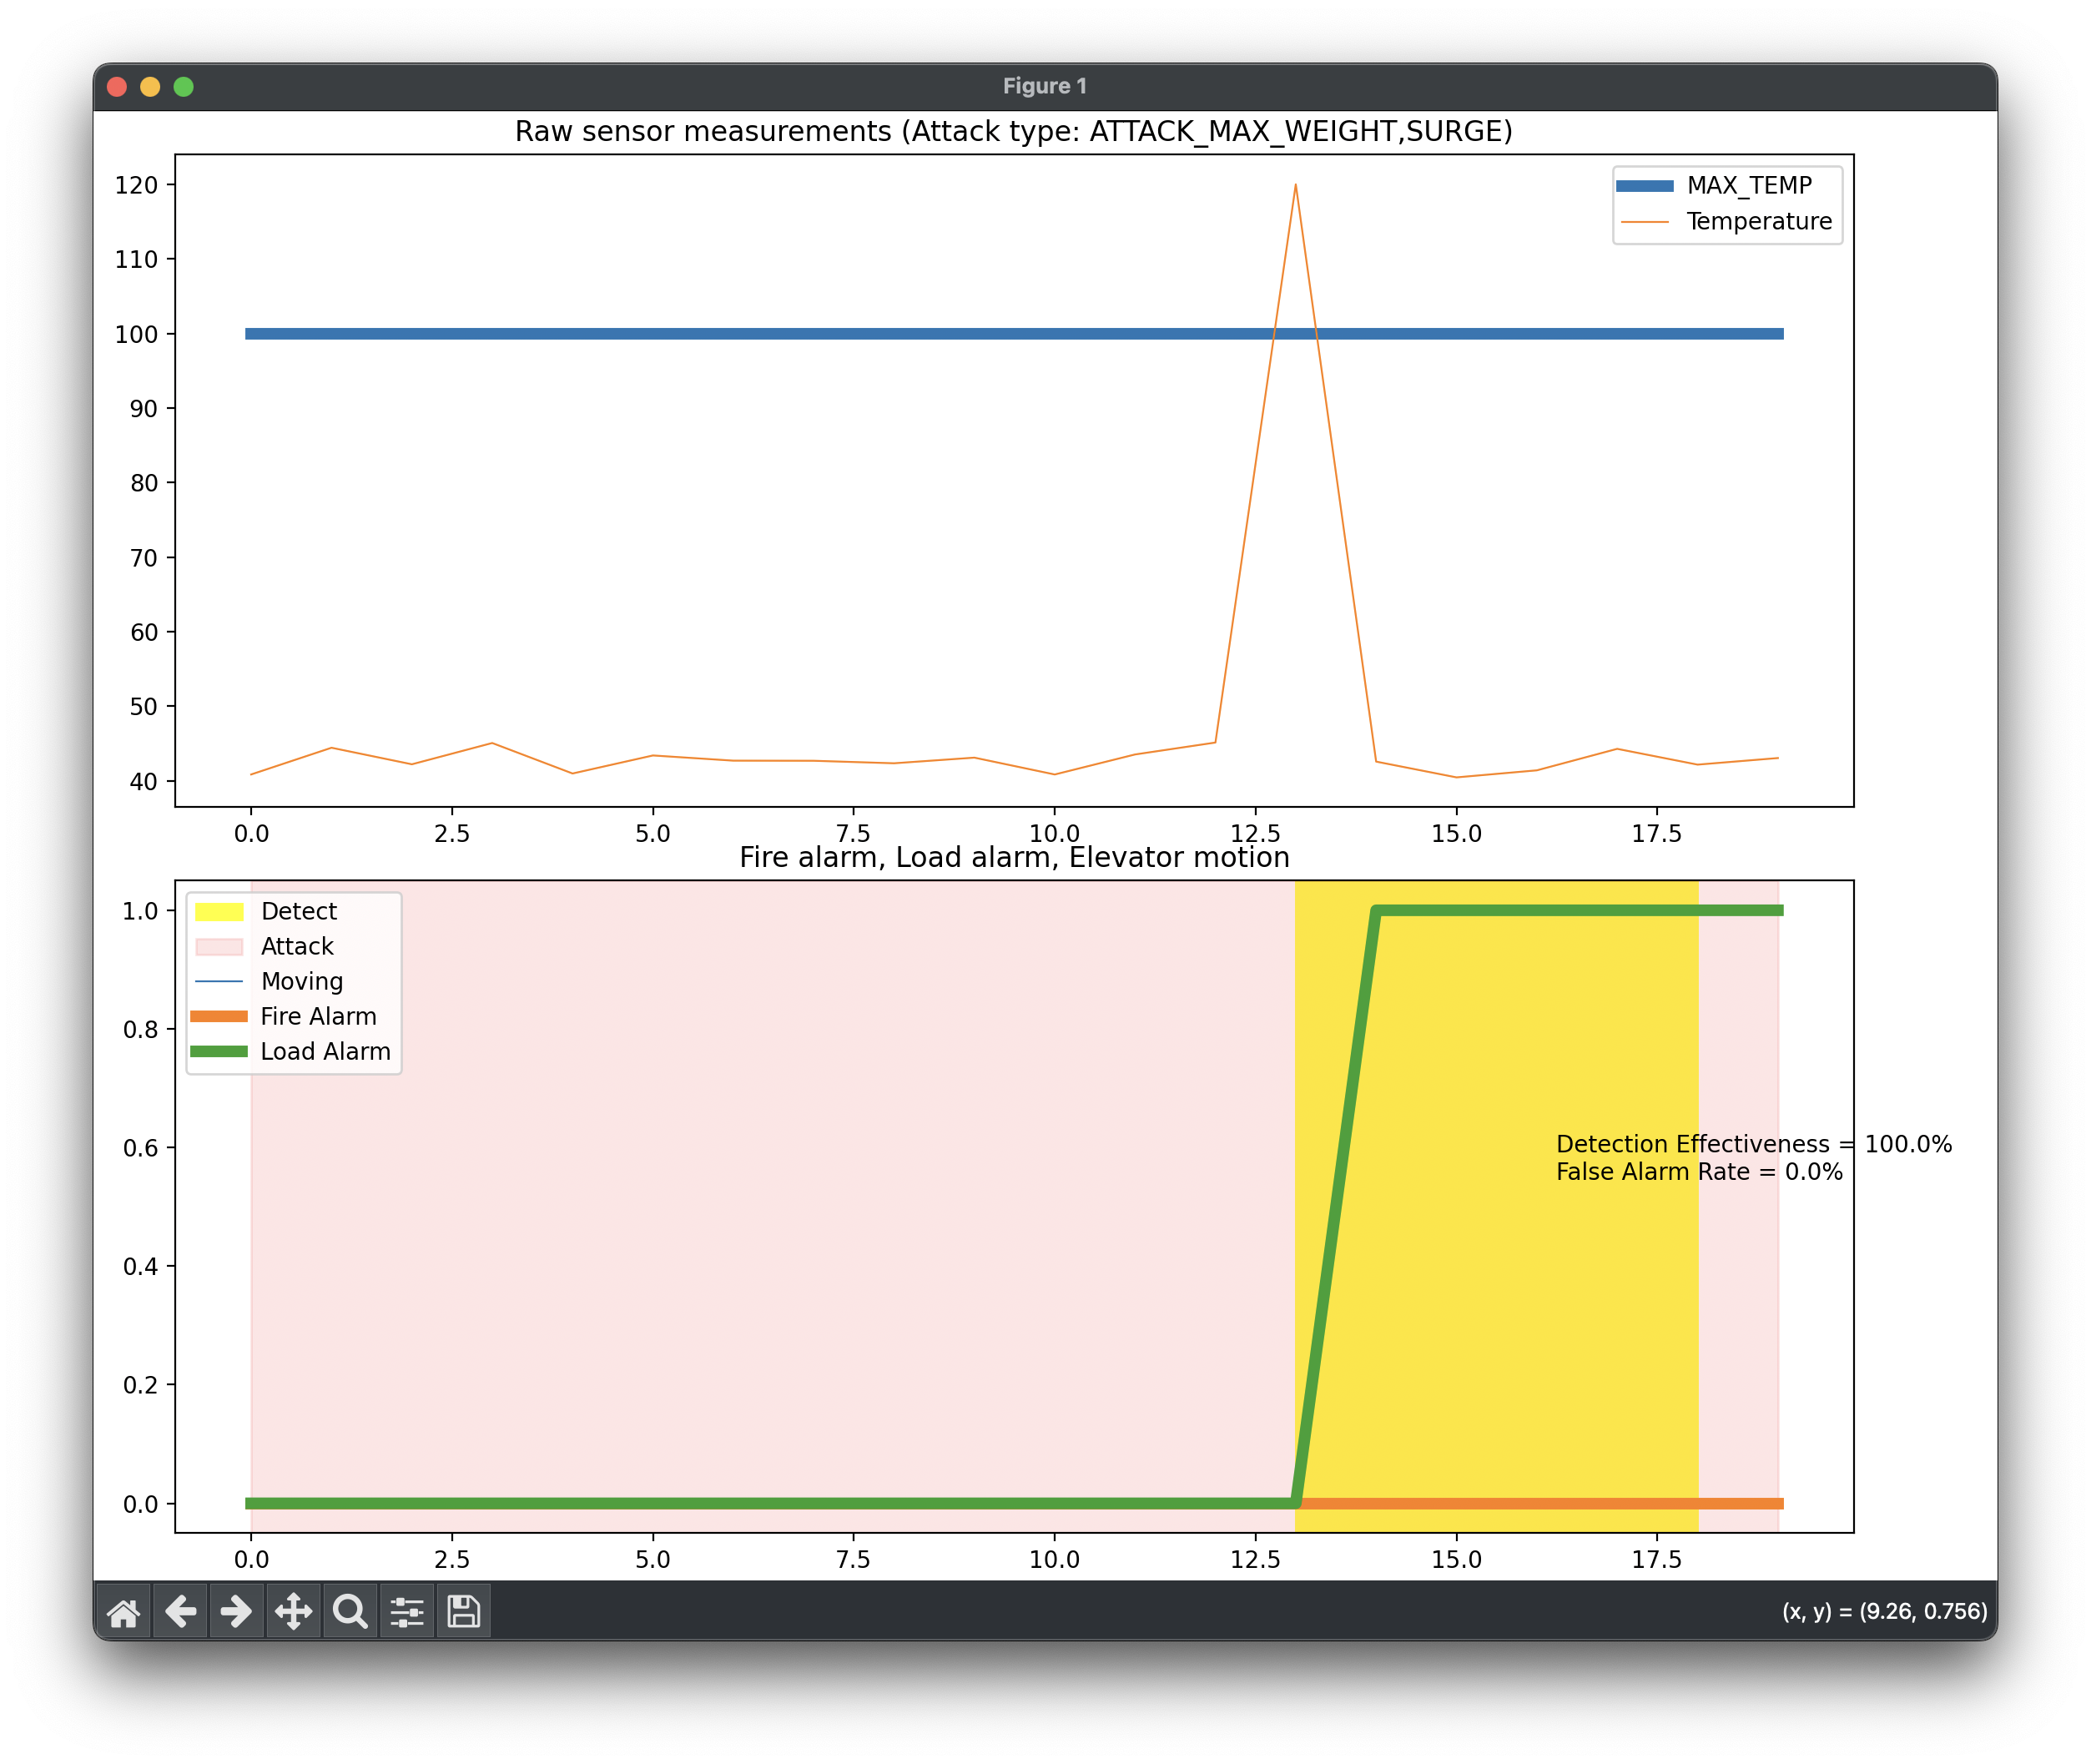 Figure 1
Raw sensor measurements (Attack type: ATTACK_MAX_WEIGHT,SURGE)
120
110
100
90
80
70
60
50
40
MAX_TEMP
Temperature
0.0 2.5 5.0 7.5 10.0 12.5 15.0 17.5
Fire alarm, Load alarm, Elevator motion
1.0
0.8
0.6
0.4
0.2
0.0
Detect
Attack
Moving
Fire Alarm
Load Alarm
Detection Effectiveness = 100.0%
False Alarm Rate = 0.0%
0.0 2.5 5.0 7.5 10.0 12.5 15.0 17.5
(x, y) = (9.26, 0.756)